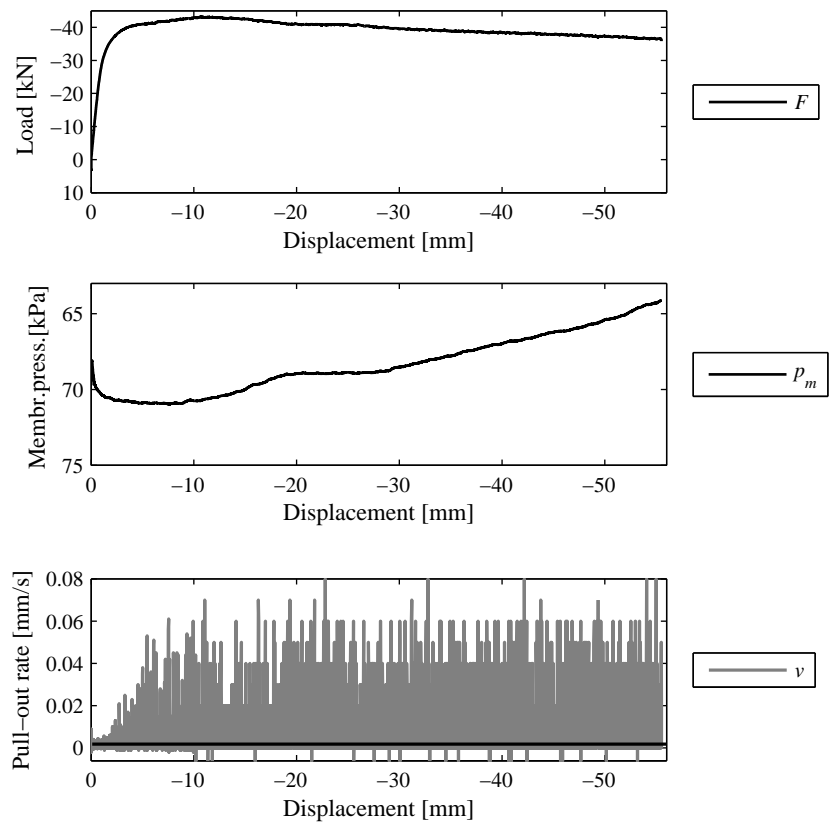 −40
−30
−20
−10
0
10
Load [kN]
0 −10 −20 −30 −40 −50
Displacement [mm]
F
65
70
75
Membr.press.[kPa]
0 −10 −20 −30 −40 −50
Displacement [mm]
p_m
0.08
0.06
0.04
0.02
0
Pull−out rate [mm/s]
0 −10 −20 −30 −40 −50
Displacement [mm]
v